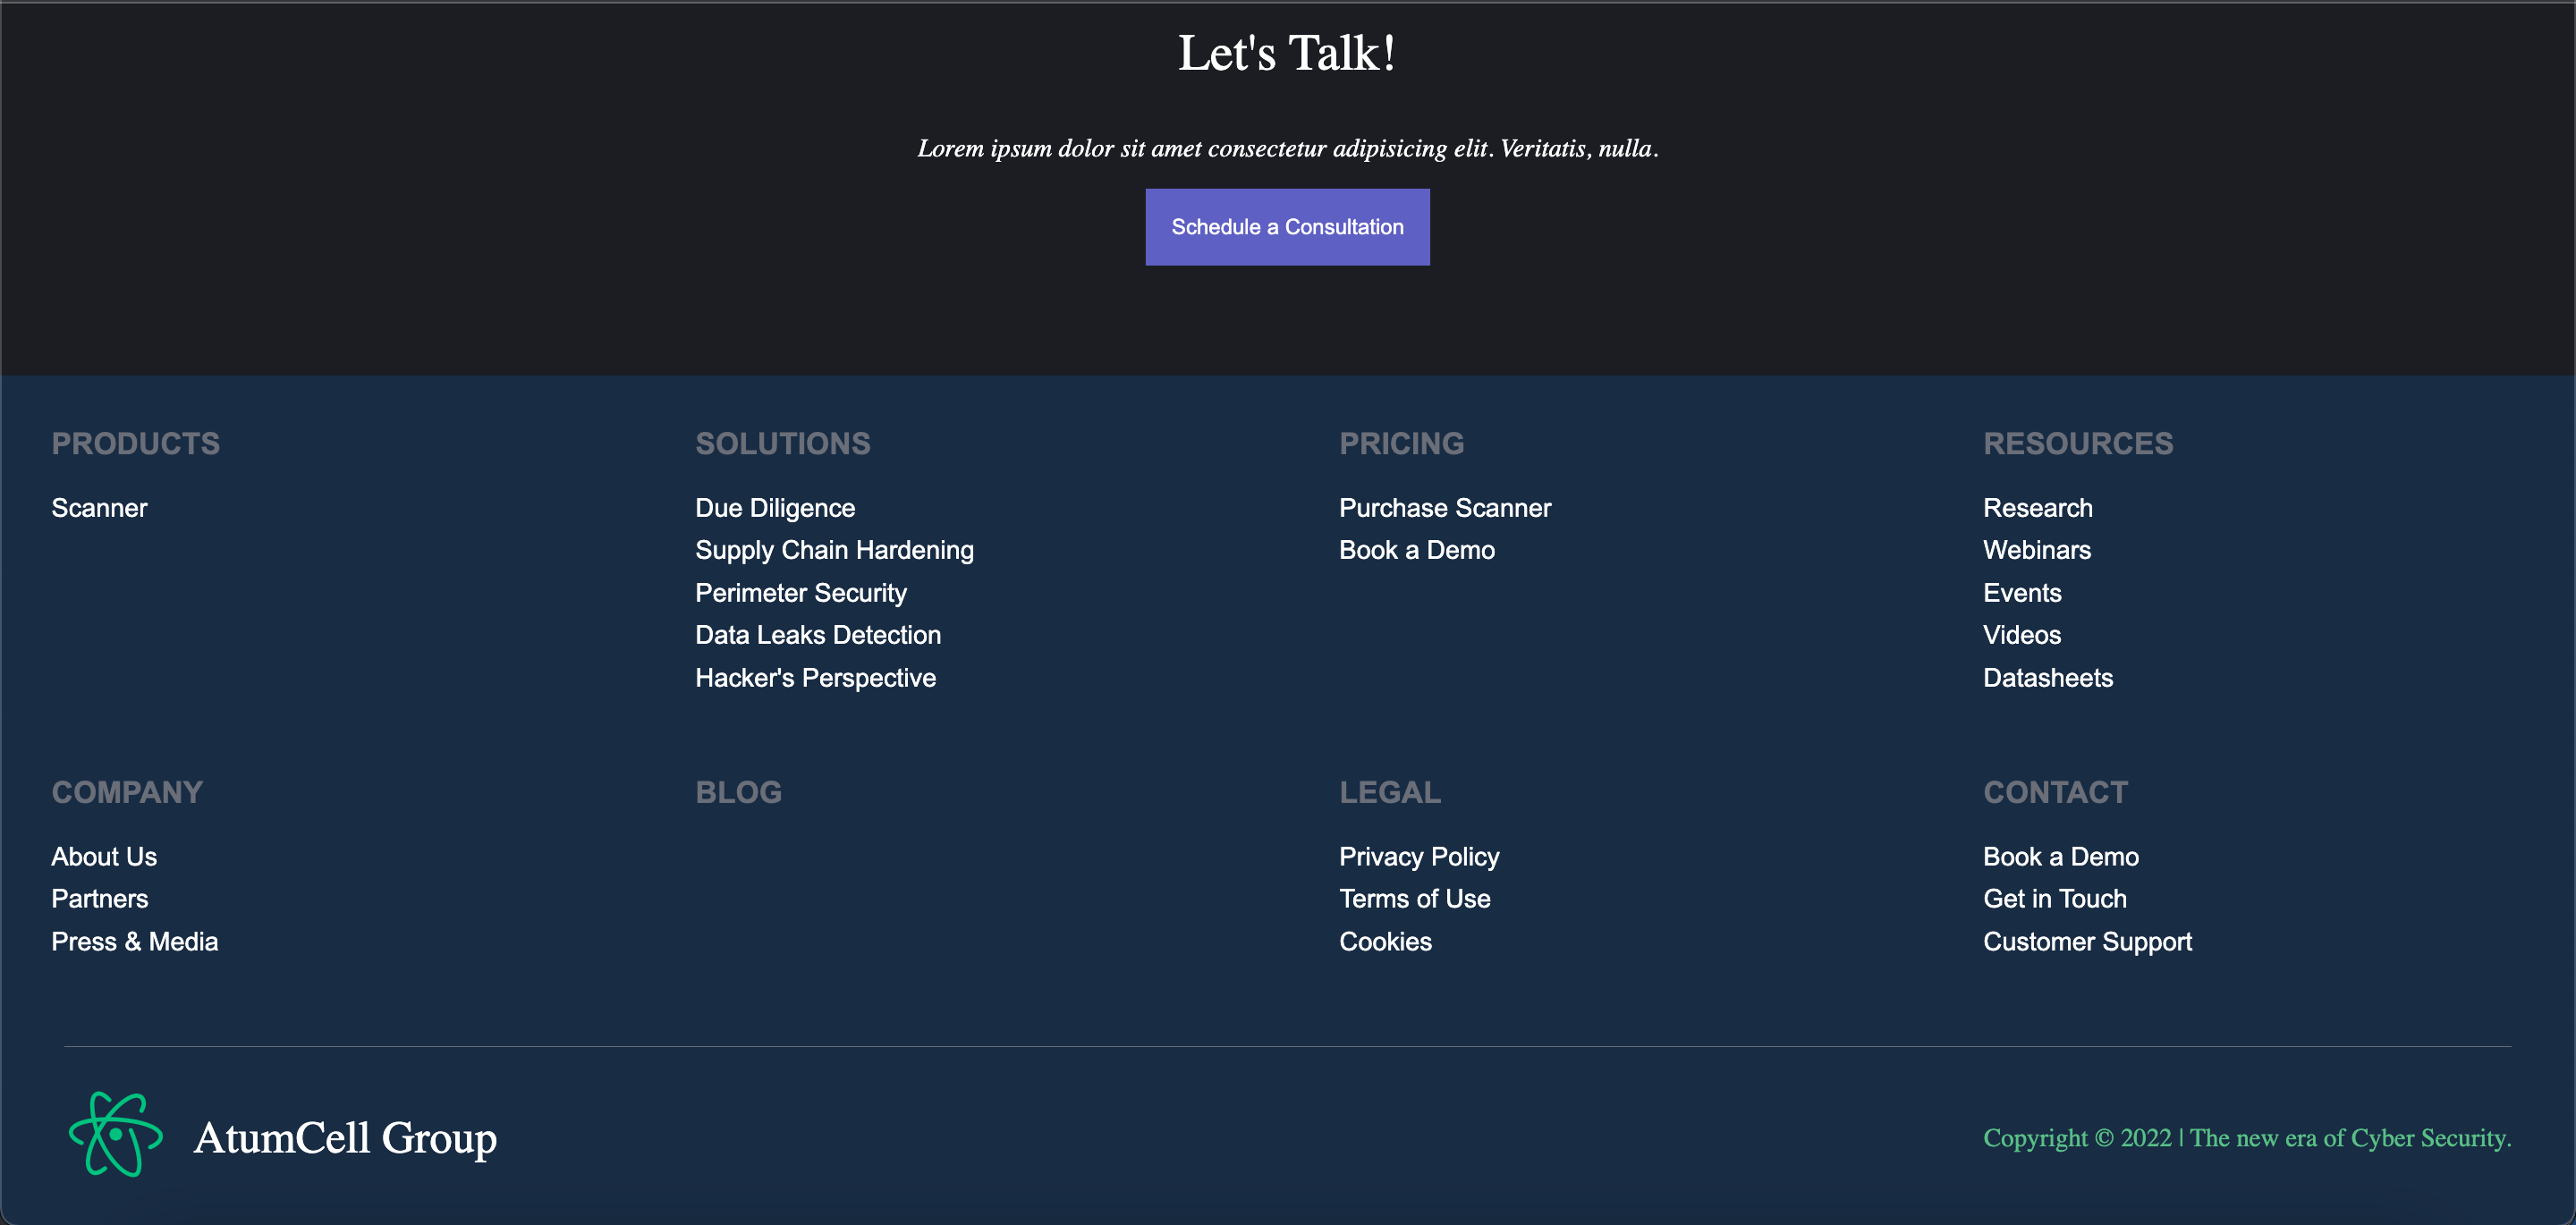 Let's Talk!
Lorem ipsum dolor sit amet consectetur adipisicing elit. Veritatis, nulla.
Schedule a Consultation
PRODUCTS
Scanner
SOLUTIONS
Due Diligence
Supply Chain Hardening
Perimeter Security
Data Leaks Detection
Hacker's Perspective
PRICING
Purchase Scanner
Book a Demo
RESOURCES
Research
Webinars
Events
Videos
Datasheets
COMPANY
About Us
Partners
Press & Media
BLOG
LEGAL
Privacy Policy
Terms of Use
Cookies
CONTACT
Book a Demo
Get in Touch
Customer Support
AtumCell Group
Copyright © 2022 | The new era of Cyber Security.